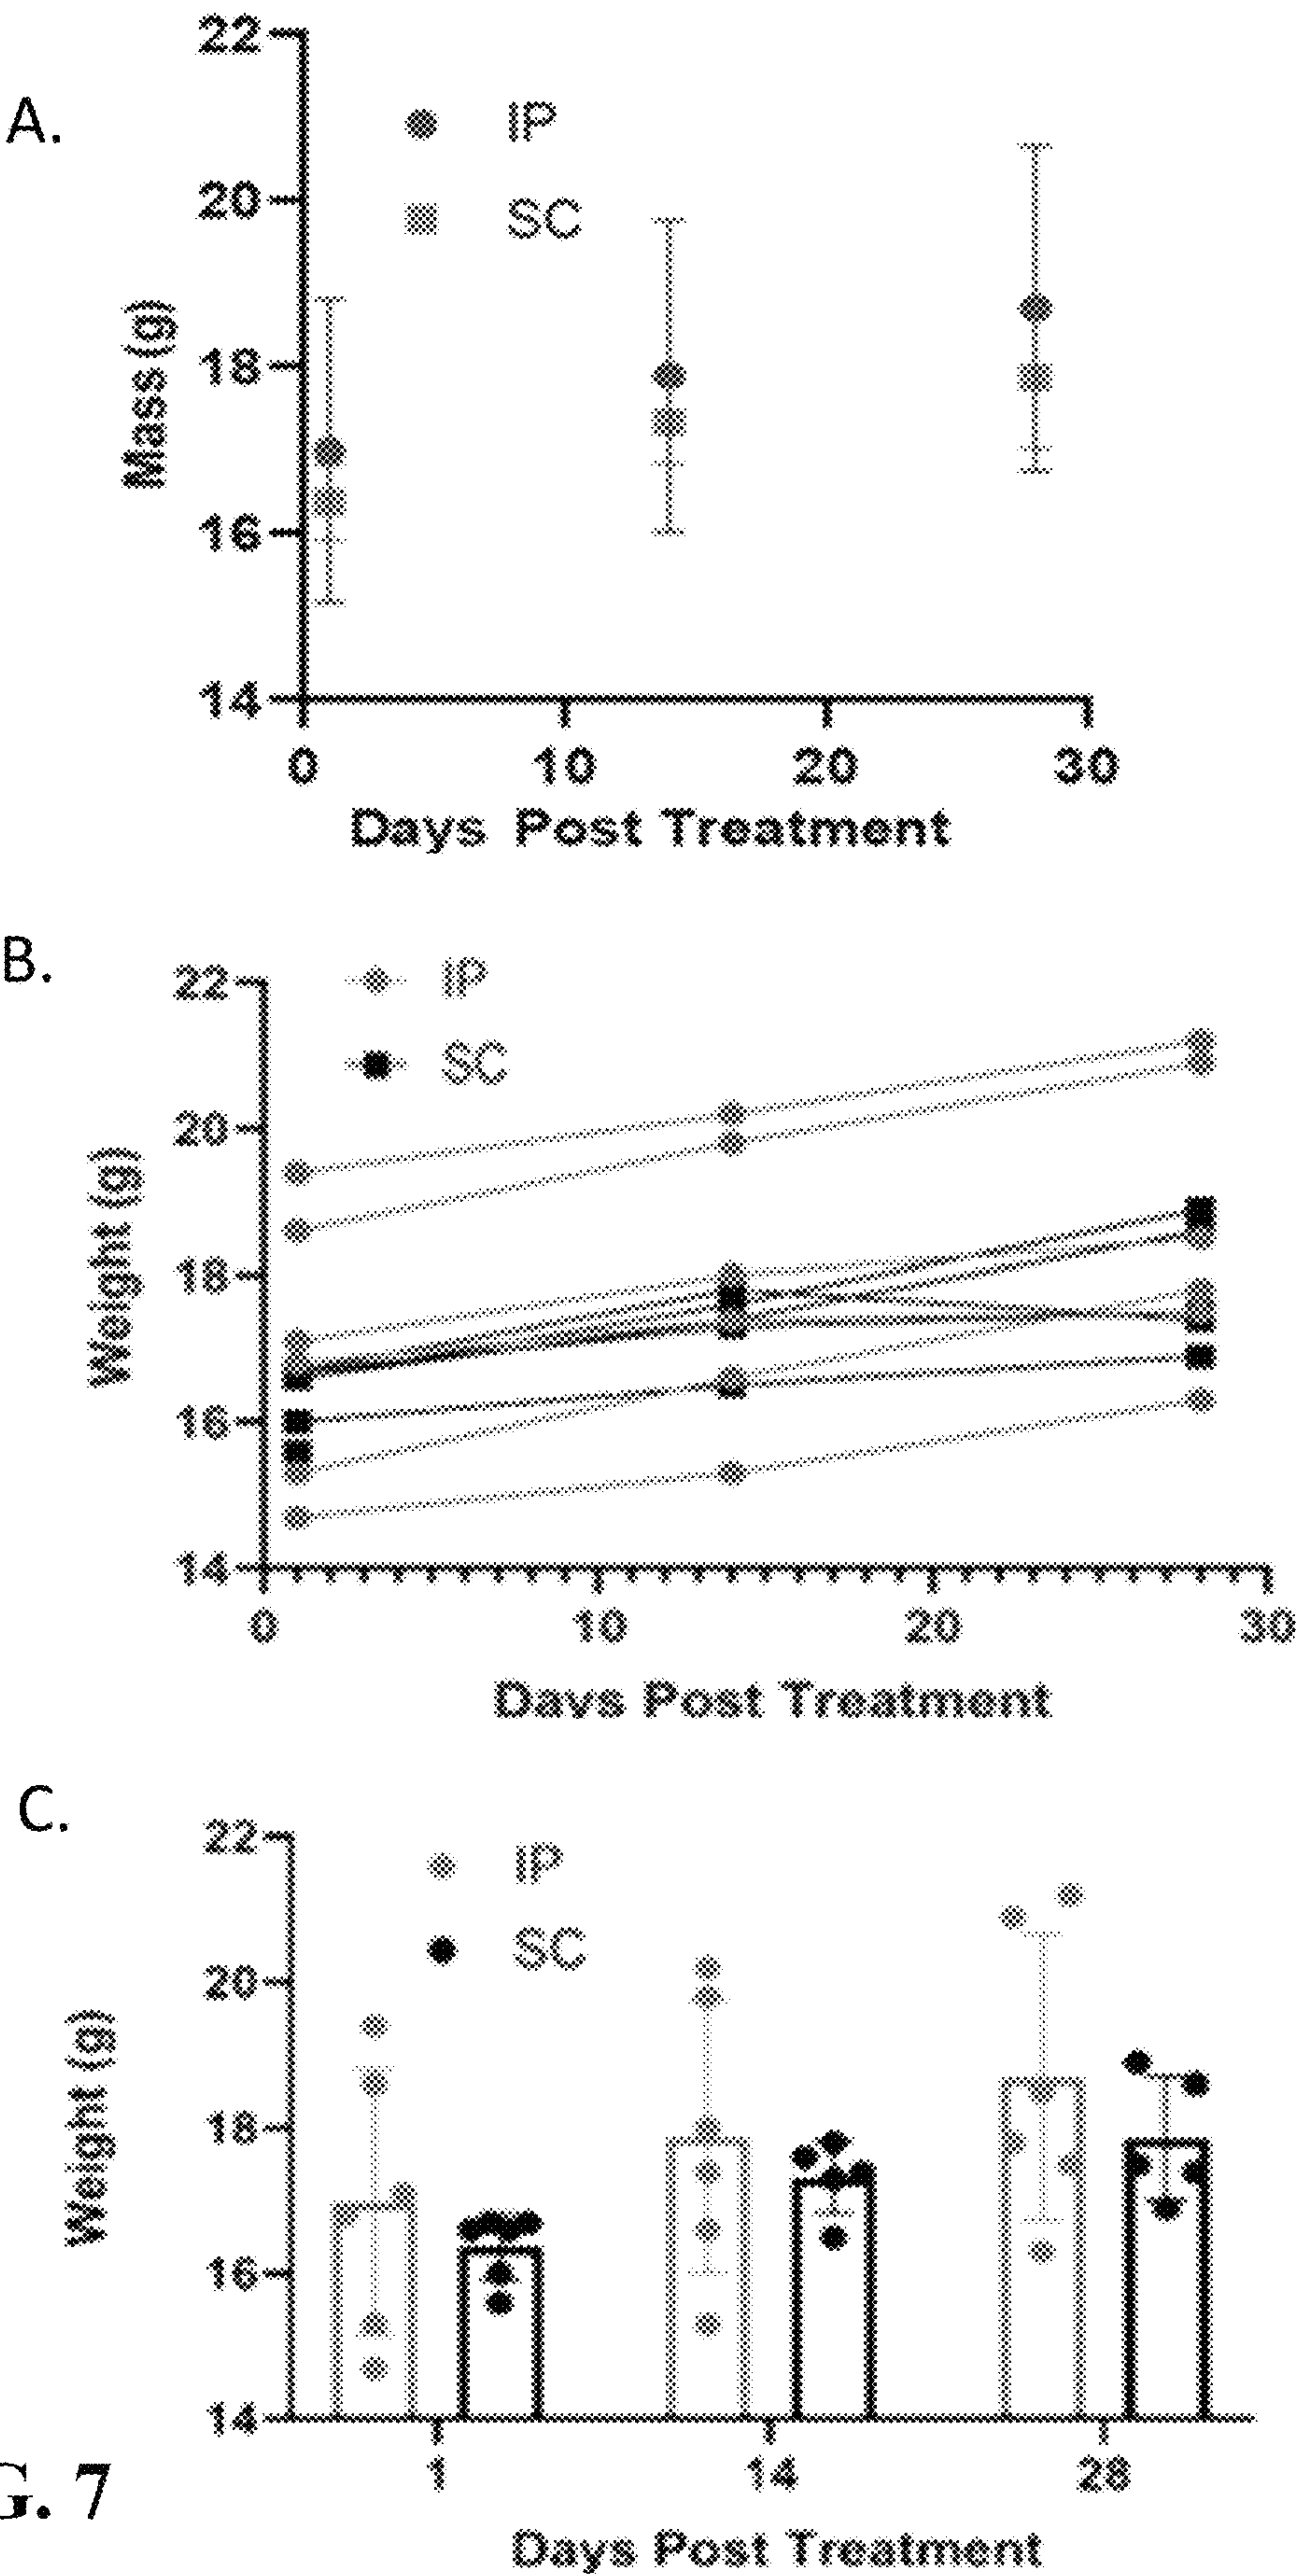 A.
22
20
18
16
14
Mass (g)
IP
SC
0 10 20 30
Days Post Treatment
B.
22
20
18
16
14
Weight (g)
IP
SC
0 10 20 30
Days Post Treatment
C.
22
20
18
16
14
Weight (g)
IP
SC
1 14 28
Days Post Treatment
G. 7